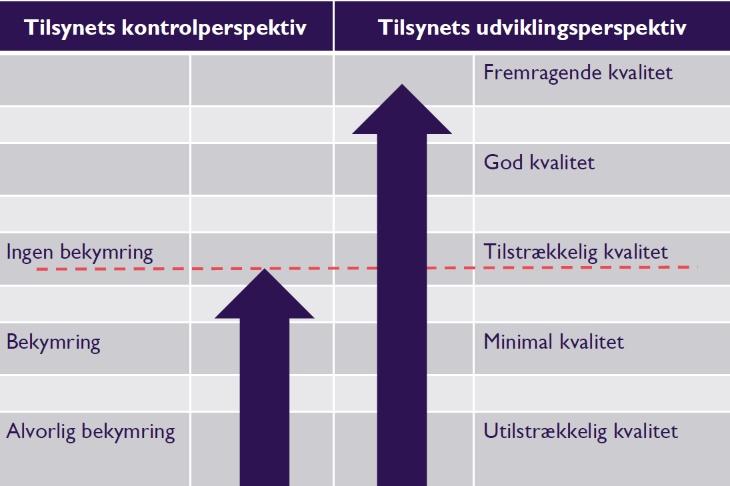 Tilsynets kontrolperspektiv
Tilsynets udviklingsperspektiv
Fremragende kvalitet
God kvalitet
Ingen bekymring
Tilstrækkelig kvalitet
Bekymring
Minimal kvalitet
Alvorlig bekymring
Utilstrækkelig kvalitet